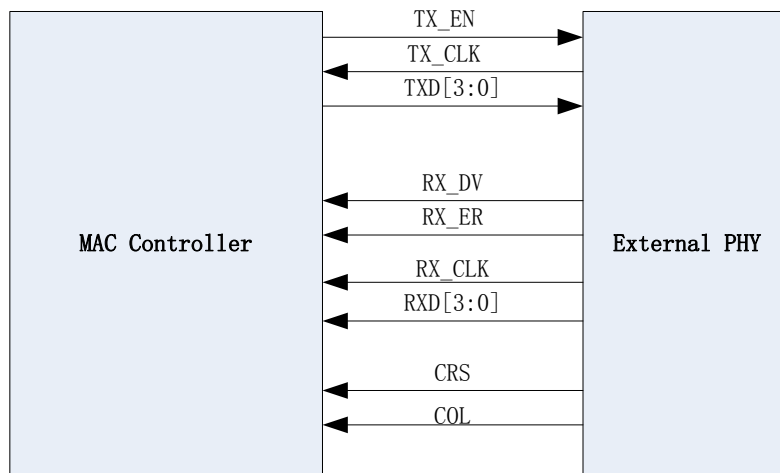 TX_EN
TX_CLK
TXD[3:0]
RX_DV
RX_ER
MAC Controller
External PHY
RX_CLK
RXD[3:0]
CRS
COL